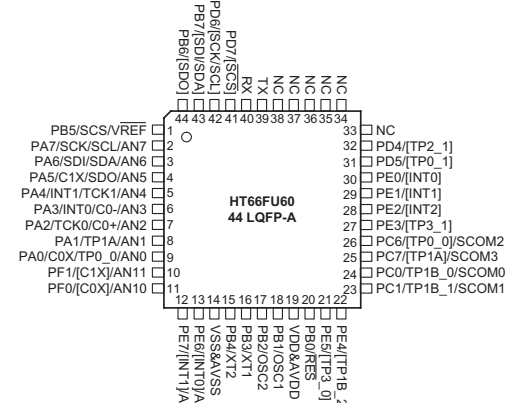 PB6/[SDO]
PB7/[SDI/SDA]
PD6/[SCK/SCL]
PD7/[SCS]
RX
TX
NC
NC
NC
NC
NC
44 43 42 41 40 39 38 37 36 35 34
PB5/SCS/VREF 1
PA7/SCK/SCL/AN7 2
PA6/SDI/SDA/AN6 3
PA5/C1X/SDO/AN5 4
PA4/INT1/TCK1/AN4 5
PA3/INT0/C0-/AN3 6
PA2/TCK0/C0+/AN2 7
PA1/TP1A/AN1 8
PA0/C0X/TP0_0/AN0 9
PF1/[C1X]/AN11 10
PF0/[C0X]/AN10 11
HT66FU60
44 LQFP-A
33 NC
32 PD4/[TP2_1]
31 PD5/[TP0_1]
30 PE0/[INT0]
29 PE1/[INT1]
28 PE2/[INT2]
27 PE3/[TP3_1]
26 PC6/[TP0_0]/SCOM2
25 PC7/[TP1A]/SCOM3
24 PC0/TP1B_0/SCOM0
23 PC1/TP1B_1/SCOM1
12 13 14 15 16 17 18 19 20 21 22
PE7/[INT1]/A
PE6/[INT0]/A
VSS&AVSS
PB4/XT2
PB3/XT1
PB2/OSC2
PB1/OSC1
VDD&AVDD
PB0/RES
PE5/[TP3_0]
PE4/[TP1B_2